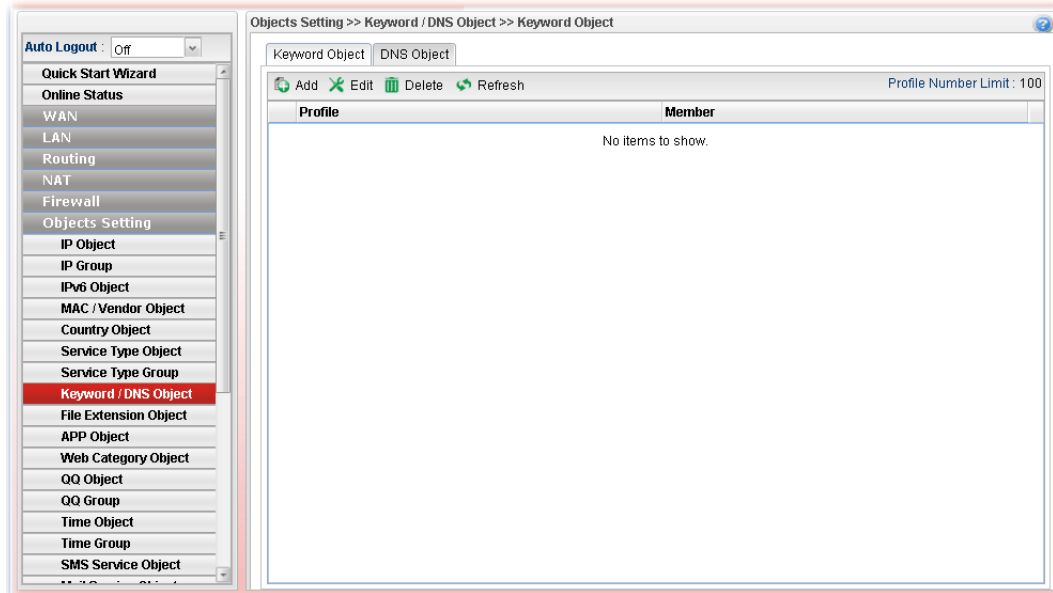 Objects Setting >> Keyword / DNS Object >> Keyword Object
Auto Logout : Off
Quick Start Wizard
Online Status
WAN
LAN
Routing
NAT
Firewall
Objects Setting
IP Object
IP Group
IPv6 Object
MAC / Vendor Object
Country Object
Service Type Object
Service Type Group
Keyword / DNS Object
File Extension Object
APP Object
Web Category Object
QQ Object
QQ Group
Time Object
Time Group
SMS Service Object
Keyword Object DNS Object
Add Edit Delete Refresh Profile Number Limit : 100
Profile Member
No items to show.